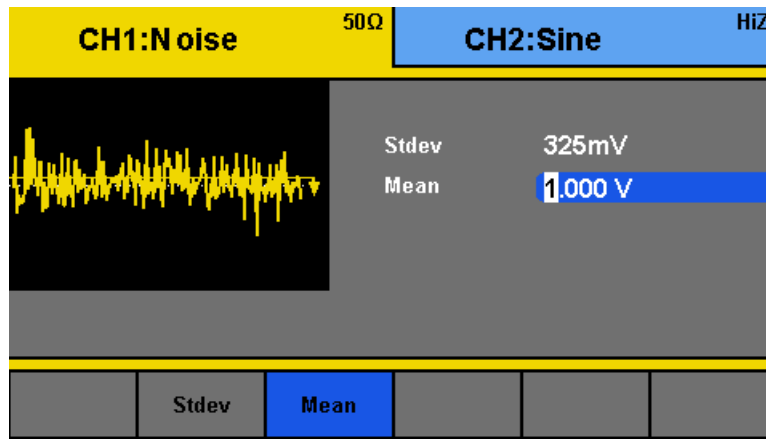 CH1:Noise 50Ω CH2:Sine HiZ
Stdev 325mV
Mean 1.000 V
Stdev Mean